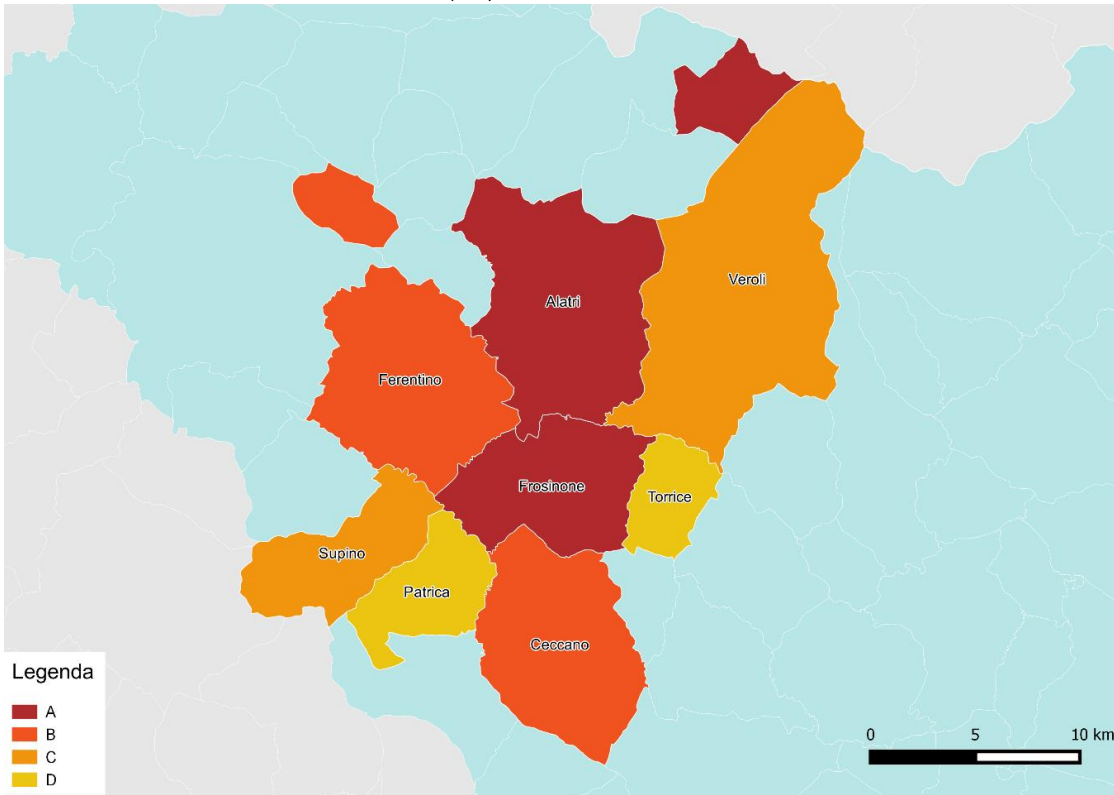 Veroli
Alatri
Ferentino
Frosinone
Torrice
Supino
Patrica
Ceccano
Legenda
A
B
C
D
0 5 10 km